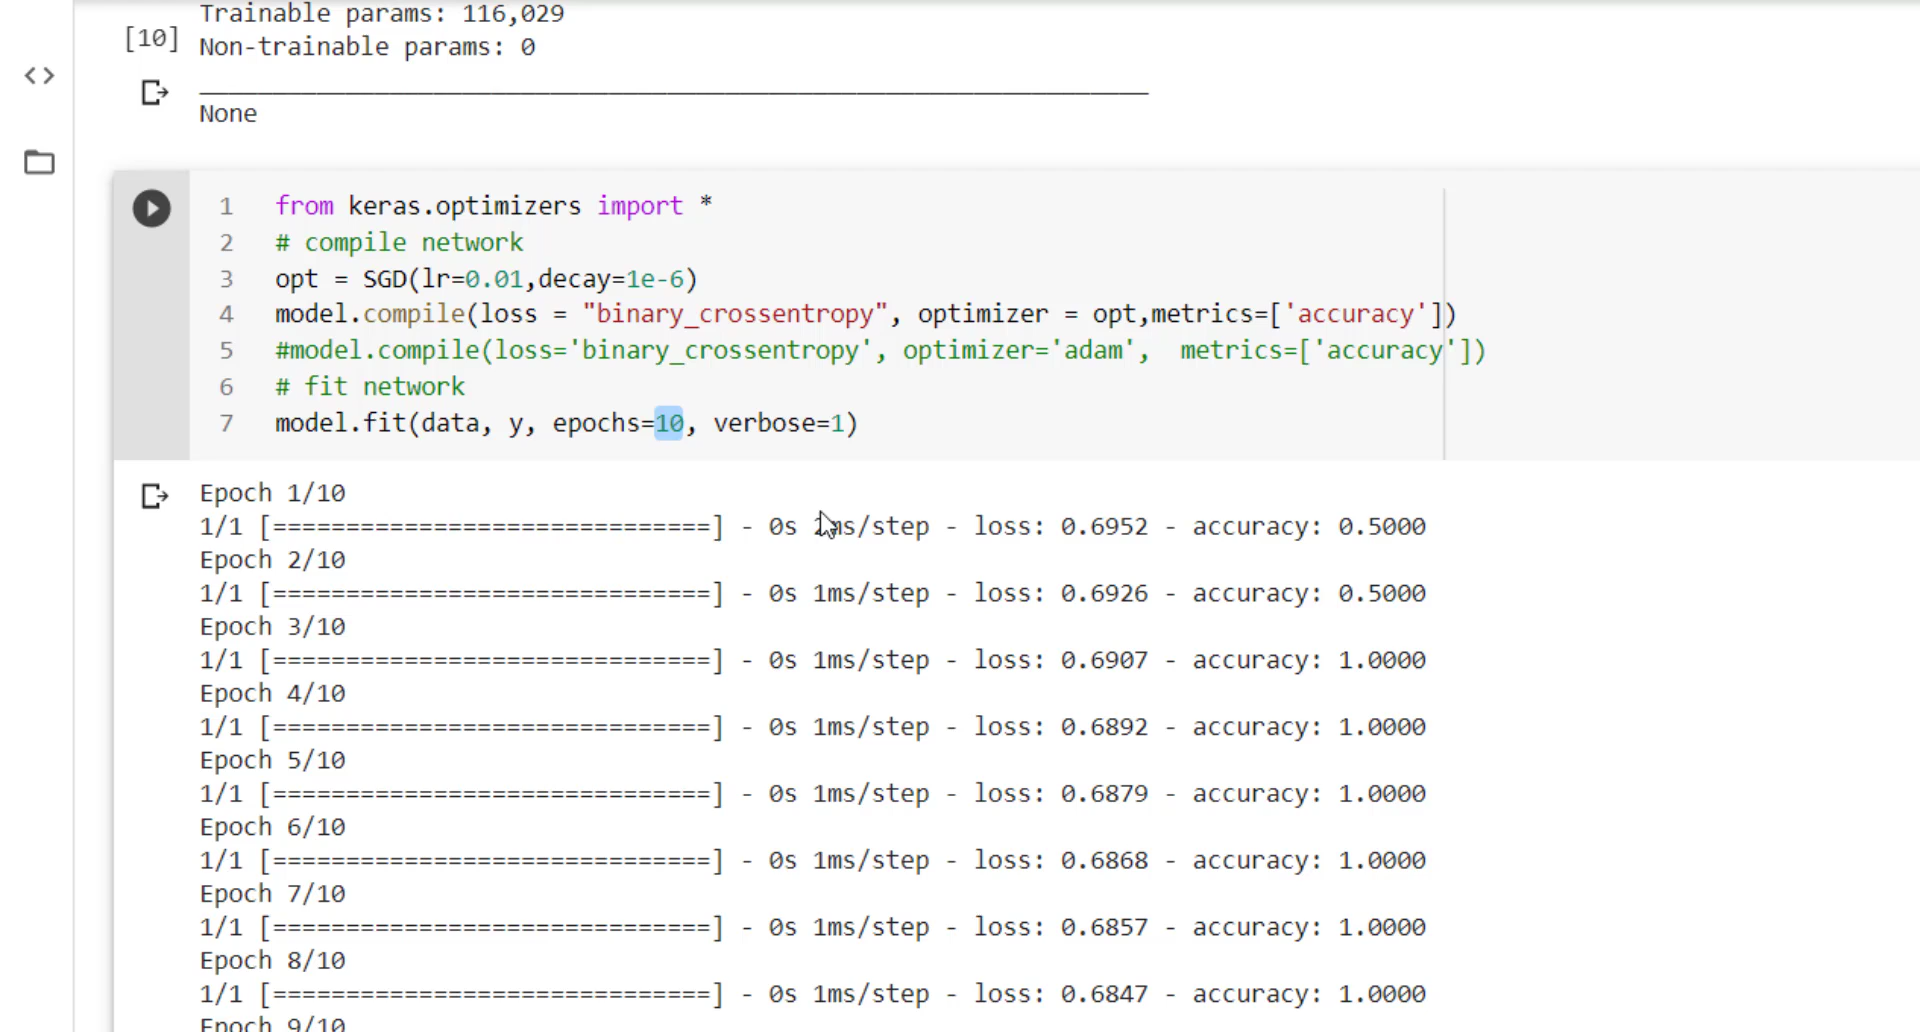 Trainable params: 116,029
[10]
Non-trainable params: 0
None
1 from keras.optimizers import *
2 # compile network
3 opt = SGD(lr=0.01,decay=1e-6)
4 model.compile(loss = "binary_crossentropy", optimizer = opt,metrics=['accuracy'])
5 #model.compile(loss='binary_crossentropy', optimizer='adam',  metrics=['accuracy'])
6 # fit network
7 model.fit(data, y, epochs=10, verbose=1)
Epoch 1/10
1/1 [==============================] - 0s 2ms/step - loss: 0.6952 - accuracy: 0.5000
Epoch 2/10
1/1 [==============================] - 0s 1ms/step - loss: 0.6926 - accuracy: 0.5000
Epoch 3/10
1/1 [==============================] - 0s 1ms/step - loss: 0.6907 - accuracy: 1.0000
Epoch 4/10
1/1 [==============================] - 0s 1ms/step - loss: 0.6892 - accuracy: 1.0000
Epoch 5/10
1/1 [==============================] - 0s 1ms/step - loss: 0.6879 - accuracy: 1.0000
Epoch 6/10
1/1 [==============================] - 0s 1ms/step - loss: 0.6868 - accuracy: 1.0000
Epoch 7/10
1/1 [==============================] - 0s 1ms/step - loss: 0.6857 - accuracy: 1.0000
Epoch 8/10
1/1 [==============================] - 0s 1ms/step - loss: 0.6847 - accuracy: 1.0000
Epoch 9/10